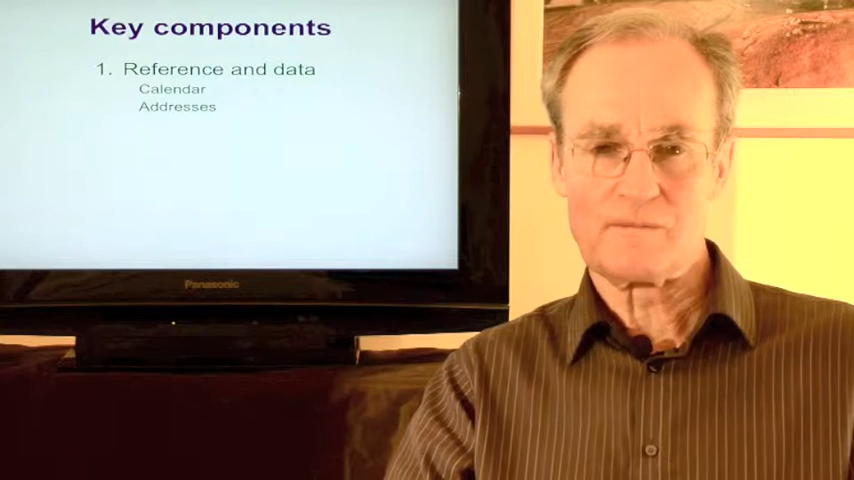 Key components
1. Reference and data
Calendar
Addresses
Panasonic